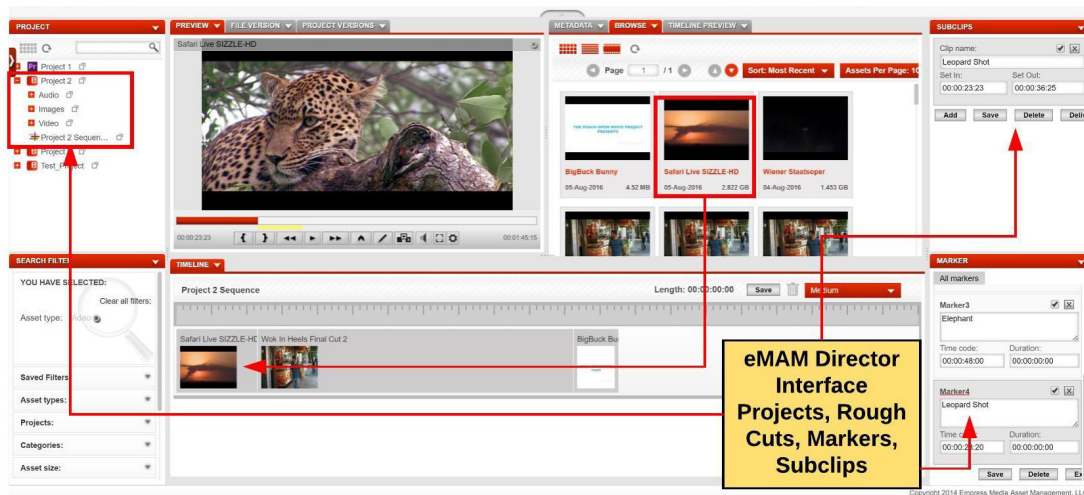 PROJECT
Pr Project 1
Project 2
Audio
Images
Video
Project 2 Sequen...
Project
Test_Project
PREVIEW
FILE VERSION
PROJECT VERSIONS
Safari Live SIZZLE-HD
00:00:23:23
00:01:45:15
METADATA
BROWSE
TIMELINE PREVIEW
Page 1 / 1
Sort: Most Recent
Assets Per Page: 10
BigBuck Bunny
05-Aug-2016 4.52 MB
Safari Live SIZZLE-HD
05-Aug-2016 2.822 GB
Wiener Staatsoper
04-Aug-2016 1.453 GB
SUBCLIPS
Clip name:
Leopard Shot
Set In: Set Out:
00:00:23:23 00:00:36:25
Add Save Delete Deli
SEARCH FILTER
YOU HAVE SELECTED:
Clear all filters:
Asset type: Video
Saved Filters
Asset types:
Projects:
Categories:
Asset size:
TIMELINE
Project 2 Sequence
Length: 00:00:00:00
Save
Medium
Safari Live SIZZLE-HD
Wok In Heels Final Cut 2
BigBuck Bu
eMAM Director
Interface
Projects, Rough
Cuts, Markers,
Subclips
MARKER
All markers
Marker3
Elephant
Time code: Duration:
00:00:48:00 00:00:00:00
Marker4
Leopard Shot
Time Duration:
00:00:00:00
Save Delete Ex
Copyright 2014 Empress Media Asset Management, LL